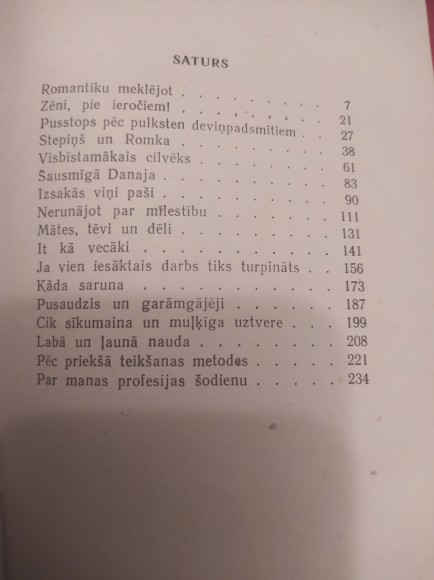 SATURS
Romantiku meklējot . . . . . . . . 7
Zēni, pie ieročiem! . . . . . . . . 21
Pusstops pēc pulksten deviņpadsmitiem . . 27
Stepiņš un Romka . . . . . . . . 38
Visbīstamākais cilvēks . . . . . . . 61
Šausmīgā Danaja . . . . . . . . . 83
Izsakās viņi paši . . . . . . . . . 90
Nerunājot par mīlestību . . . . . . . 111
Mātes, tēvi un dēli . . . . . . . . 131
It kā vecāki . . . . . . . . . . 141
Ja vien iesāktais darbs tiks turpināts . . 156
Kāda saruna . . . . . . . . . . 173
Pusaudzis un garāmgājēji . . . . . . 187
Cik sīkumaina un muļķīga uztvere . . . . 199
Labā un ļaunā nauda . . . . . . . . 208
Pēc priekšā teikšanas metodes . . . . . 221
Par manas profesijas šodienu . . . . . 234